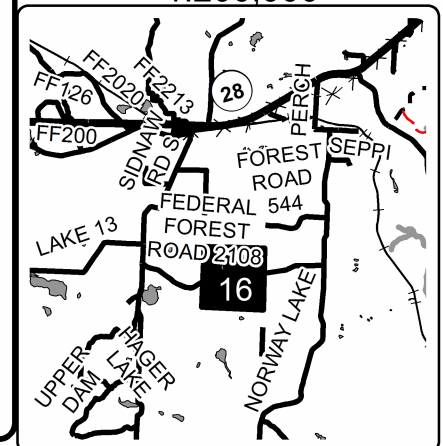 FF2020
FF2213
FF126
28
PERCH
FF200
SIDNAW
RD S
FOREST
ROAD
544
SEPPI
FEDERAL
FOREST
ROAD 2108
LAKE 13
16
NORWAY LAKE
HAGER
LAKE
UPPER
DAM